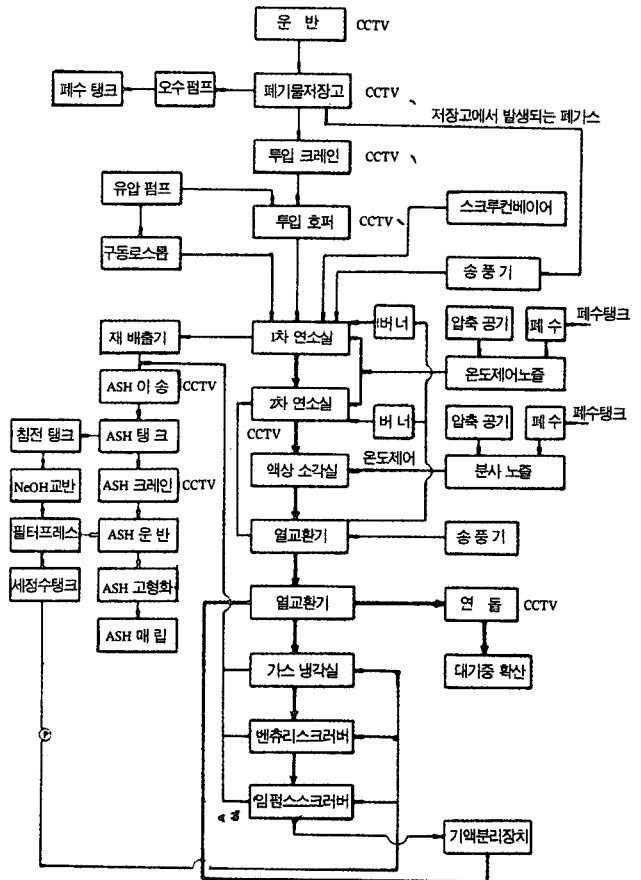 운 반 CCTV
폐수 탱크 오수펌프 폐기물저장고 CCTV
저장고에서 발생되는 폐가스
투입 크레인 CCTV
유압 펌프 스크루컨베이어
투입 호퍼 CCTV
구동로스톨 송풍기
재 배출기 1차 연소실 버너 압축 공기 폐수 폐수탱크
온도제어노즐
ASH 이송 CCTV 2차 연소실
침전 탱크 ASH 탱크 CCTV 버너 압축 공기 폐수 폐수탱크
NeOH교반 ASH 크레인 CCTV 액상 소각실 온도제어 분사 노즐
필터프레스 ASH 운반 열교환기 송풍기
세정수탱크 ASH 고형화 열교환기 연 돕 CCTV
ASH 매립
가스 냉각실 대기중 확산
P
벤츄리스크러버
임펄스스크러버
기액분리장치